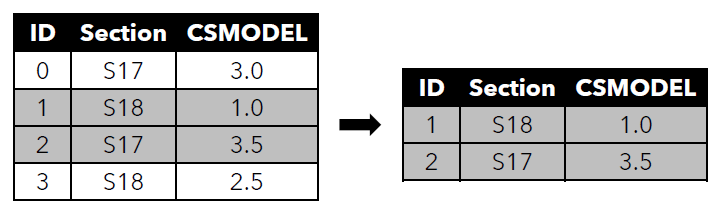 ID Section CSMODEL
0 S17 3.0
1 S18 1.0
2 S17 3.5
3 S18 2.5
ID Section CSMODEL
1 S18 1.0
2 S17 3.5